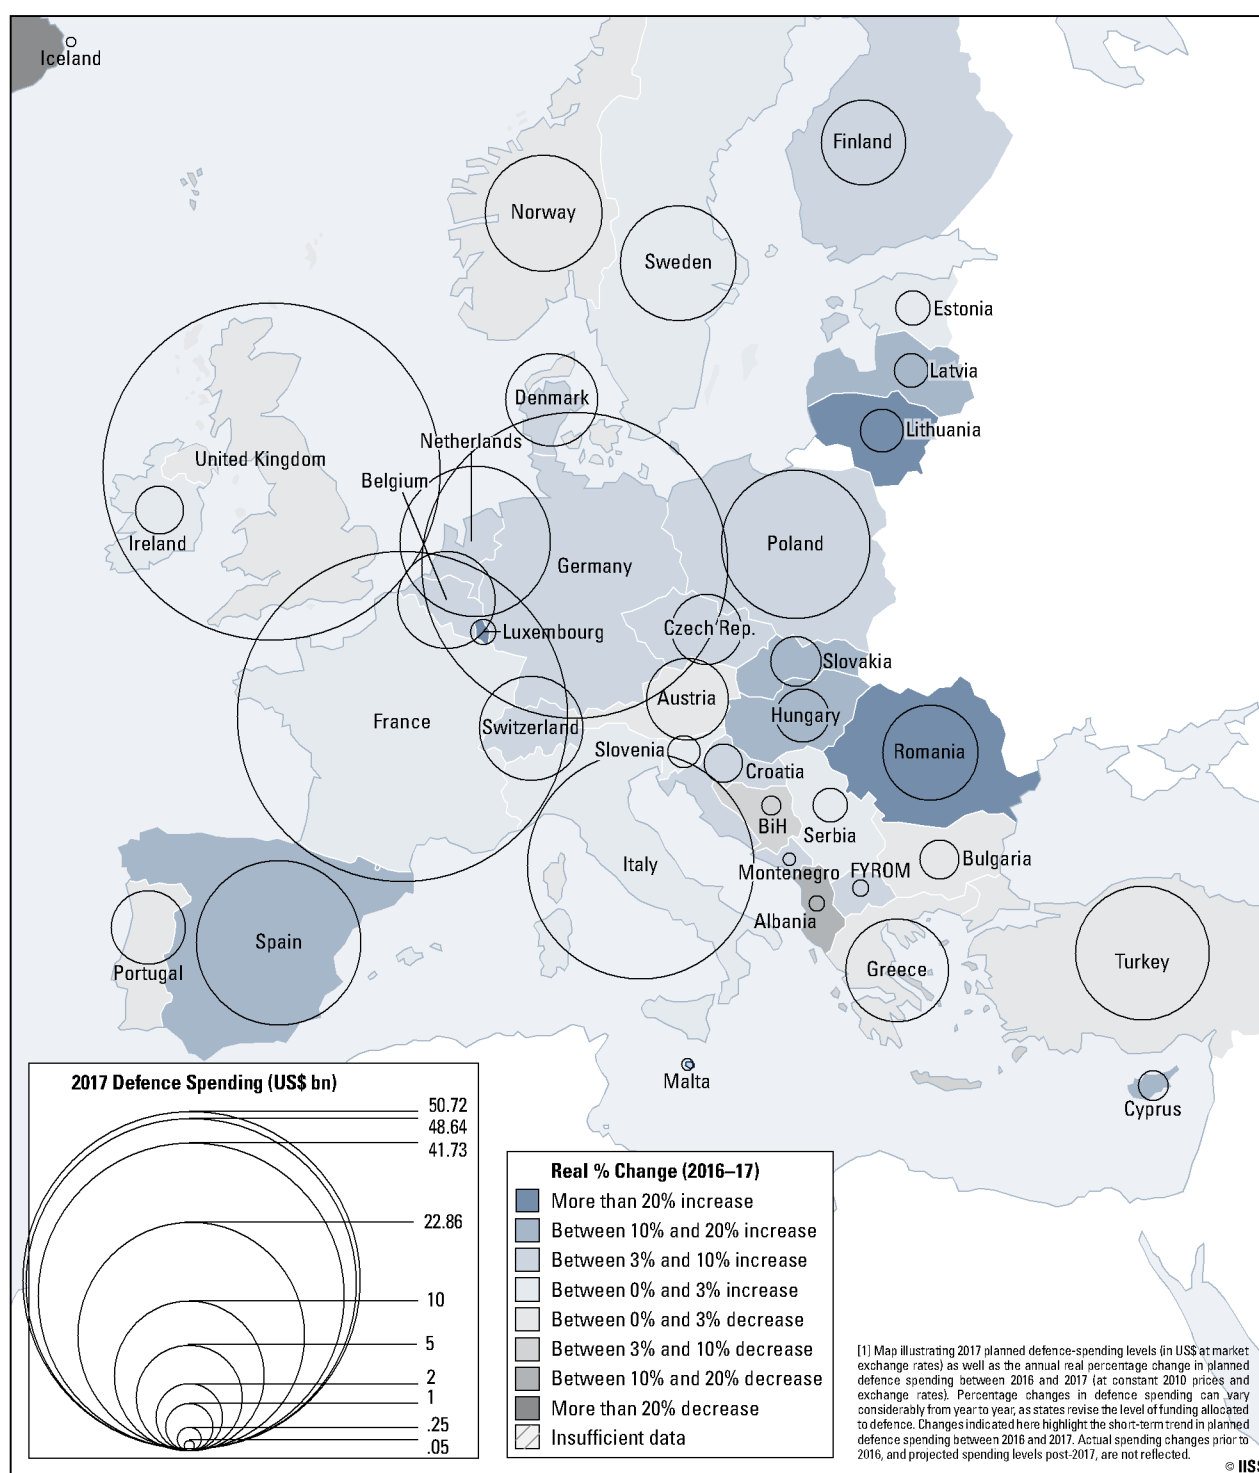 Iceland
Finland
Norway
Sweden
Estonia
Latvia
Denmark
Lithuania
Netherlands
United Kingdom
Belgium
Ireland
Poland
Germany
Czech Rep.
Luxembourg
Slovakia
Austria
Hungary
France
Switzerland
Slovenia
Romania
Croatia
BiH
Serbia
Italy
Bulgaria
Montenegro
FYROM
Albania
Spain
Portugal
Greece
Turkey
Malta
Cyprus
2017 Defence Spending (US$ bn)
50.72
48.64
41.73
22.86
10
5
2
1
.25
.05
Real % Change (2016–17)
More than 20% increase
Between 10% and 20% increase
Between 3% and 10% increase
Between 0% and 3% increase
Between 0% and 3% decrease
Between 3% and 10% decrease
Between 10% and 20% decrease
More than 20% decrease
Insufficient data
[1] Map illustrating 2017 planned defence-spending levels (in US$ at market
exchange rates) as well as the annual real percentage change in planned
defence spending between 2016 and 2017 (at constant 2010 prices and
exchange rates). Percentage changes in defence spending can vary
considerably from year to year, as states revise the level of funding allocated
to defence. Changes indicated here highlight the short-term trend in planned
defence spending between 2016 and 2017. Actual spending changes prior to
2016, and projected spending levels post-2017, are not reflected.
© IISS